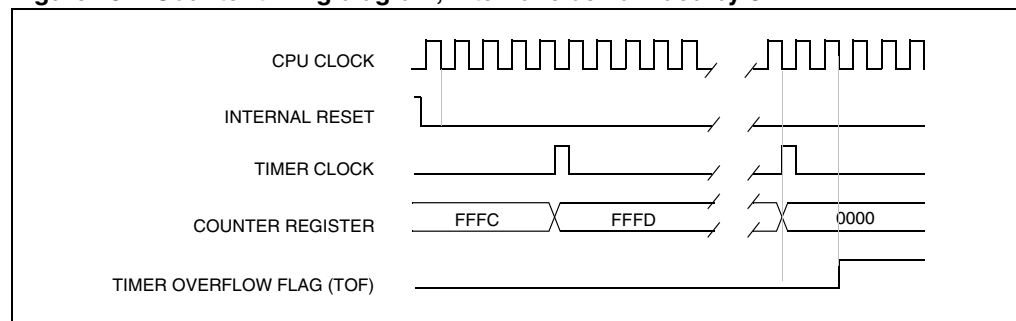 CPU CLOCK
INTERNAL RESET
TIMER CLOCK
COUNTER REGISTER FFFC FFFD 0000
TIMER OVERFLOW FLAG (TOF)